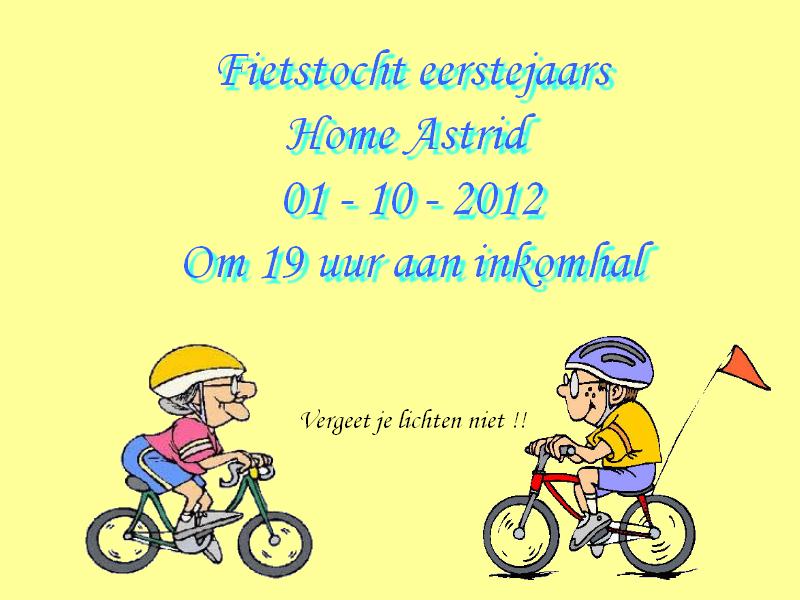 Fietstocht eerstejaars
Home Astrid
01 - 10 - 2012
Om 19 uur aan inkomhal
Vergeet je lichten niet !!